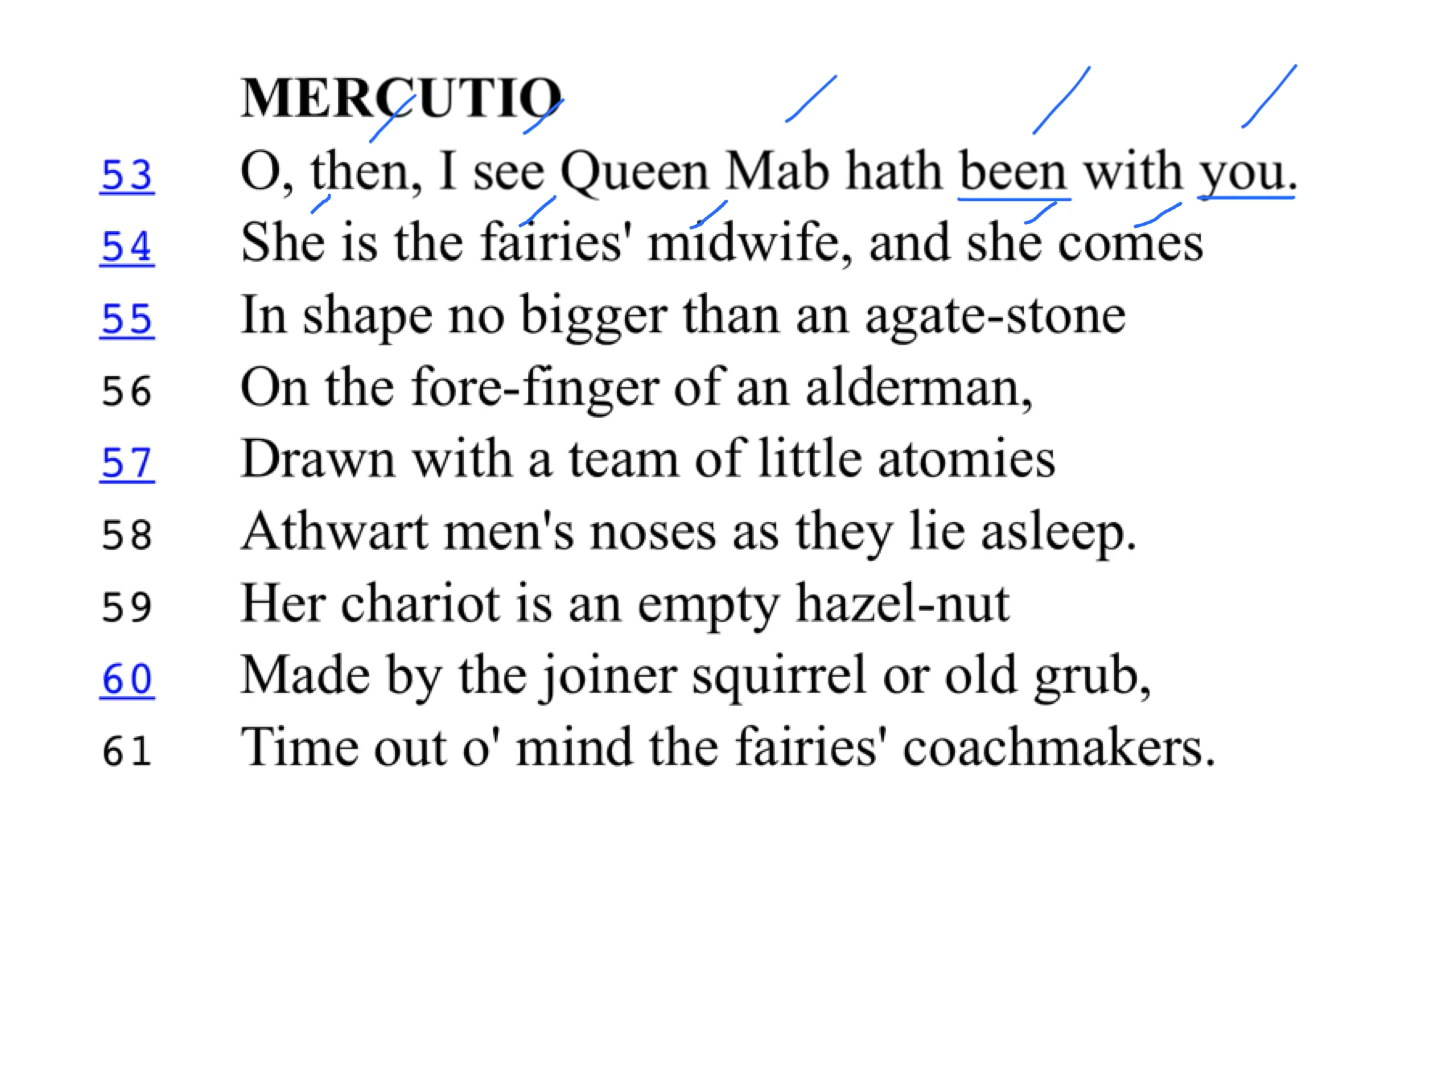 MERCUTIO
53 O, then, I see Queen Mab hath been with you.
54 She is the fairies' midwife, and she comes
55 In shape no bigger than an agate-stone
56 On the fore-finger of an alderman,
57 Drawn with a team of little atomies
58 Athwart men's noses as they lie asleep.
59 Her chariot is an empty hazel-nut
60 Made by the joiner squirrel or old grub,
61 Time out o' mind the fairies' coachmakers.